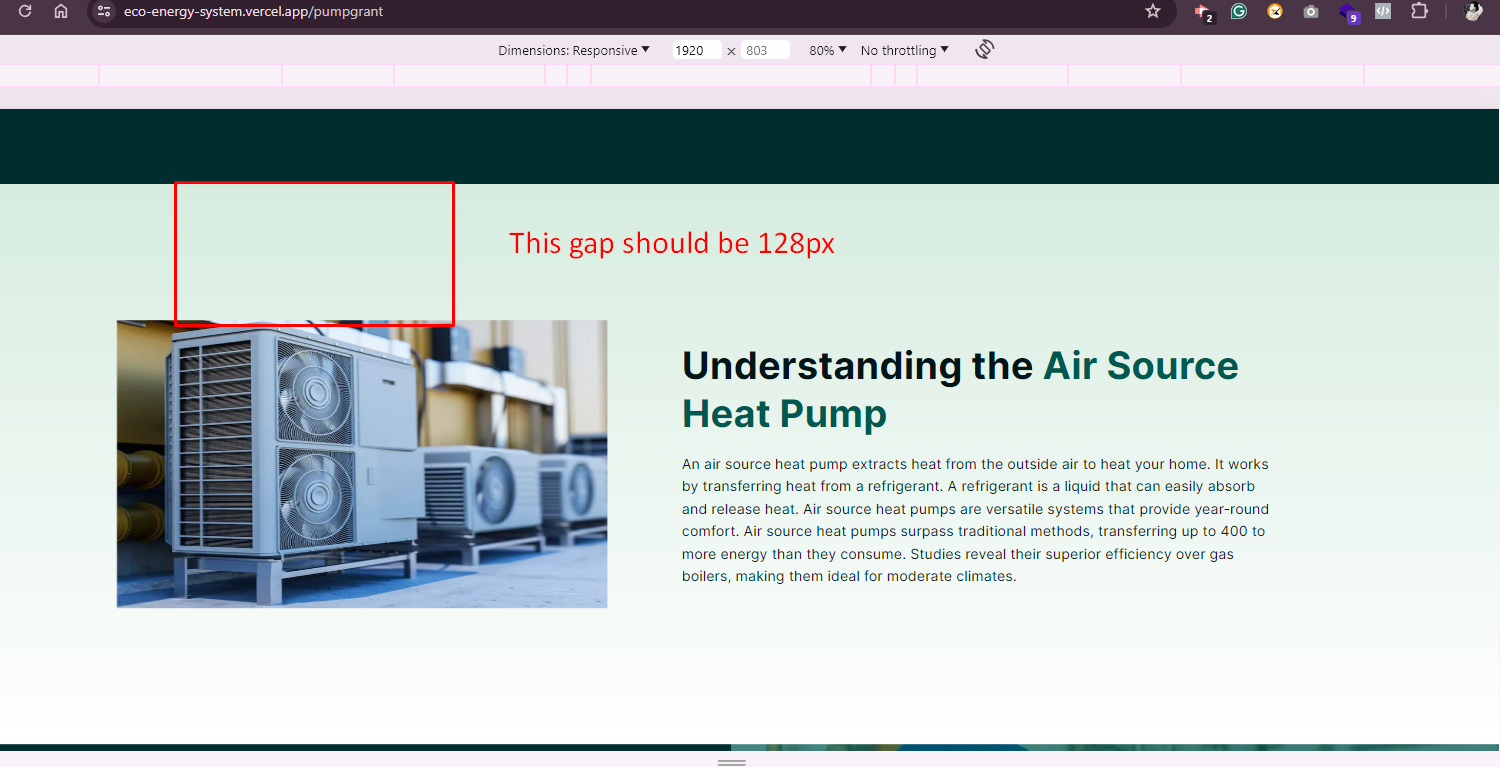 eco-energy-system.vercel.app/pumpgrant
2
9
Dimensions: Responsive 1920 × 803 80% No throttling
This gap should be 128px
Understanding the Air Source
Heat Pump
An air source heat pump extracts heat from the outside air to heat your home. It works
by transferring heat from a refrigerant. A refrigerant is a liquid that can easily absorb
and release heat. Air source heat pumps are versatile systems that provide year-round
comfort. Air source heat pumps surpass traditional methods, transferring up to 400 to
more energy than they consume. Studies reveal their superior efficiency over gas
boilers, making them ideal for moderate climates.